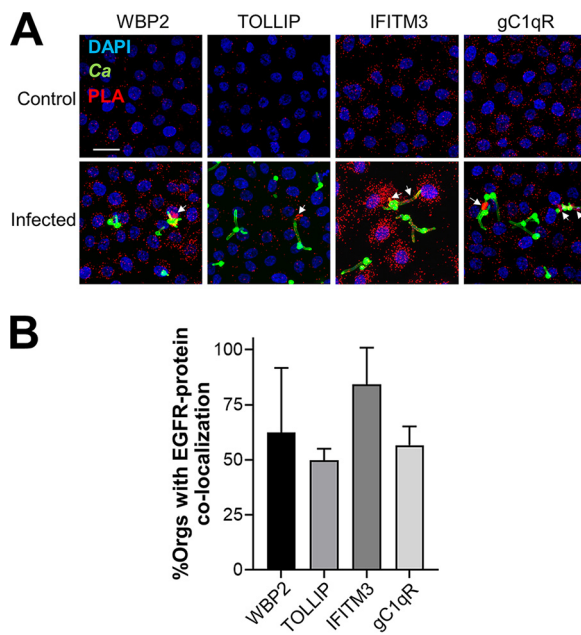 A
WBP2 TOLLIP IFITM3 gC1qR
DAPI
Ca
PLA
Control
Infected
B
%Orgs with EGFR-protein
co-localization
100
75
50
25
0
WBP2 TOLLIP IFITM3 gC1qR